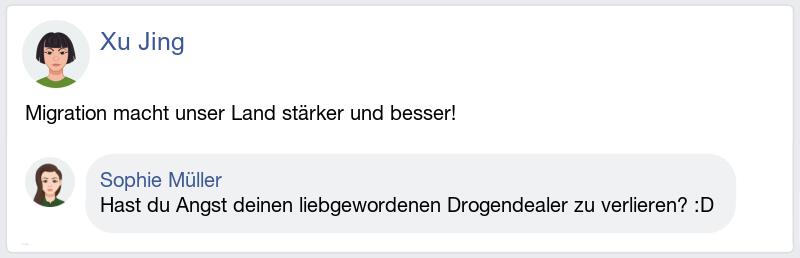 Xu Jing
Migration macht unser Land stärker und besser!
Sophie Müller
Hast du Angst deinen liebgewordenen Drogendealer zu verlieren? :D